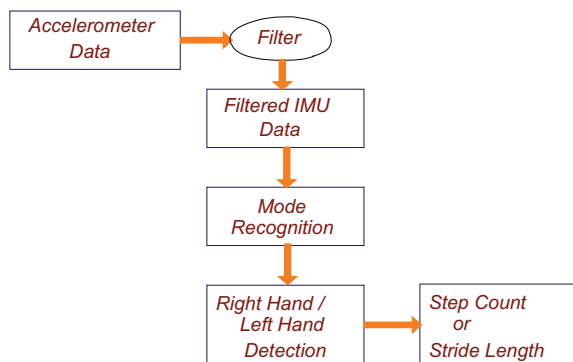 Accelerometer
Data
Filter
Filtered IMU
Data
Mode
Recognition
Right Hand /
Left Hand
Detection
Step Count
or
Stride Length